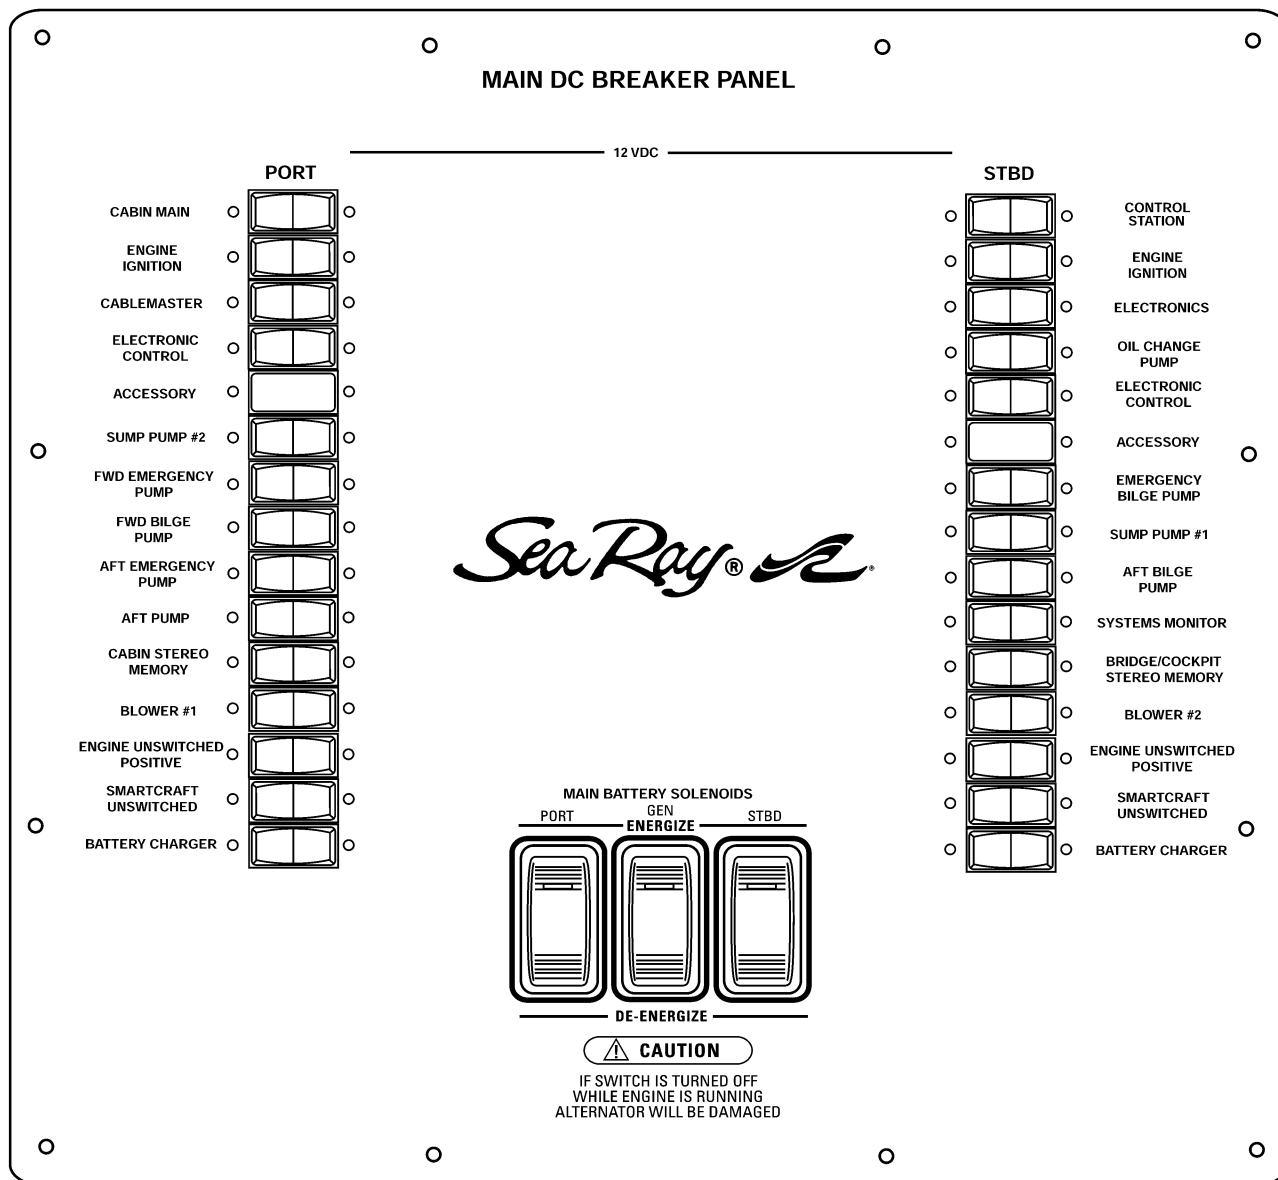 MAIN DC BREAKER PANEL
12 VDC
PORT
CABIN MAIN
ENGINE
IGNITION
CABLEMASTER
ELECTRONIC
CONTROL
ACCESSORY
SUMP PUMP #2
FWD EMERGENCY
PUMP
FWD BILGE
PUMP
AFT EMERGENCY
PUMP
AFT PUMP
CABIN STEREO
MEMORY
BLOWER #1
ENGINE UNSWITCHED
POSITIVE
SMARTCRAFT
UNSWITCHED
BATTERY CHARGER
STBD
CONTROL
STATION
ENGINE
IGNITION
ELECTRONICS
OIL CHANGE
PUMP
ELECTRONIC
CONTROL
ACCESSORY
EMERGENCY
BILGE PUMP
SUMP PUMP #1
AFT BILGE
PUMP
SYSTEMS MONITOR
BRIDGE/COCKPIT
STEREO MEMORY
BLOWER #2
ENGINE UNSWITCHED
POSITIVE
SMARTCRAFT
UNSWITCHED
BATTERY CHARGER
Sea Ray® ®
MAIN BATTERY SOLENOIDS
PORT GEN STBD
ENERGIZE
DE-ENERGIZE
CAUTION
IF SWITCH IS TURNED OFF
WHILE ENGINE IS RUNNING
ALTERNATOR WILL BE DAMAGED